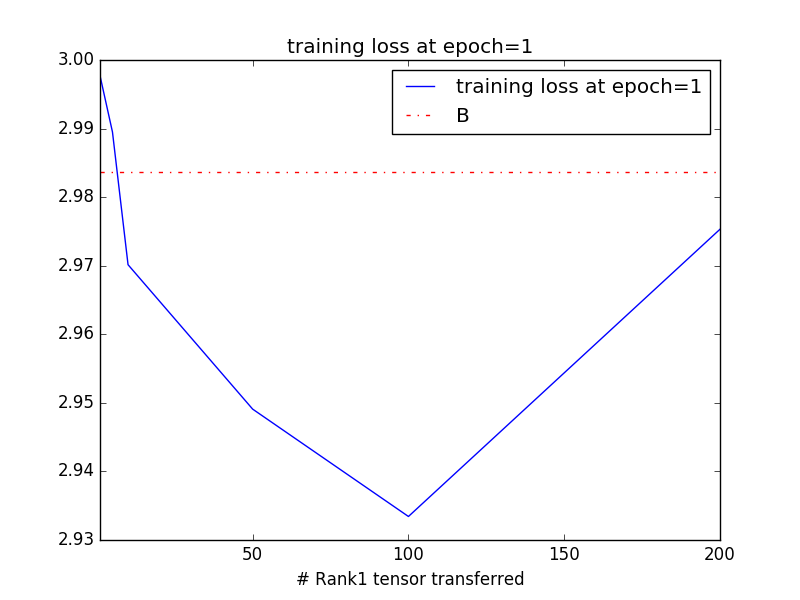 training loss at epoch=1
3.00
2.99
2.98
2.97
2.96
2.95
2.94
2.93
training loss at epoch=1
B
50 100 150 200
# Rank1 tensor transferred